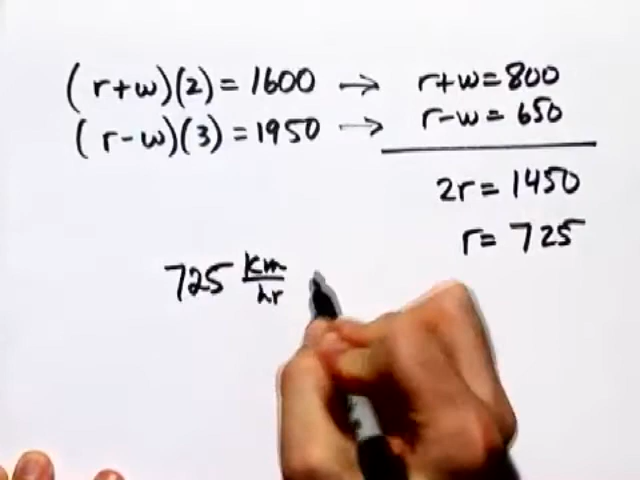 (r+w)(2) = 1600 → r+w = 800
(r-w)(3) = 1950 → r-w = 650
2r = 1450
r = 725
725 km/hr